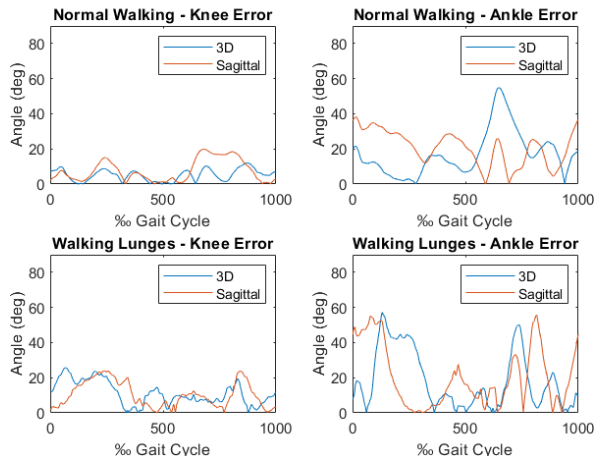 Normal Walking - Knee Error
Angle (deg)
80
60
40
20
0
3D
Sagittal
0 500 1000
‰ Gait Cycle
Normal Walking - Ankle Error
Angle (deg)
80
60
40
20
0
3D
Sagittal
0 500 1000
‰ Gait Cycle
Walking Lunges - Knee Error
Angle (deg)
80
60
40
20
0
3D
Sagittal
0 500 1000
‰ Gait Cycle
Walking Lunges - Ankle Error
Angle (deg)
80
60
40
20
0
3D
Sagittal
0 500 1000
‰ Gait Cycle